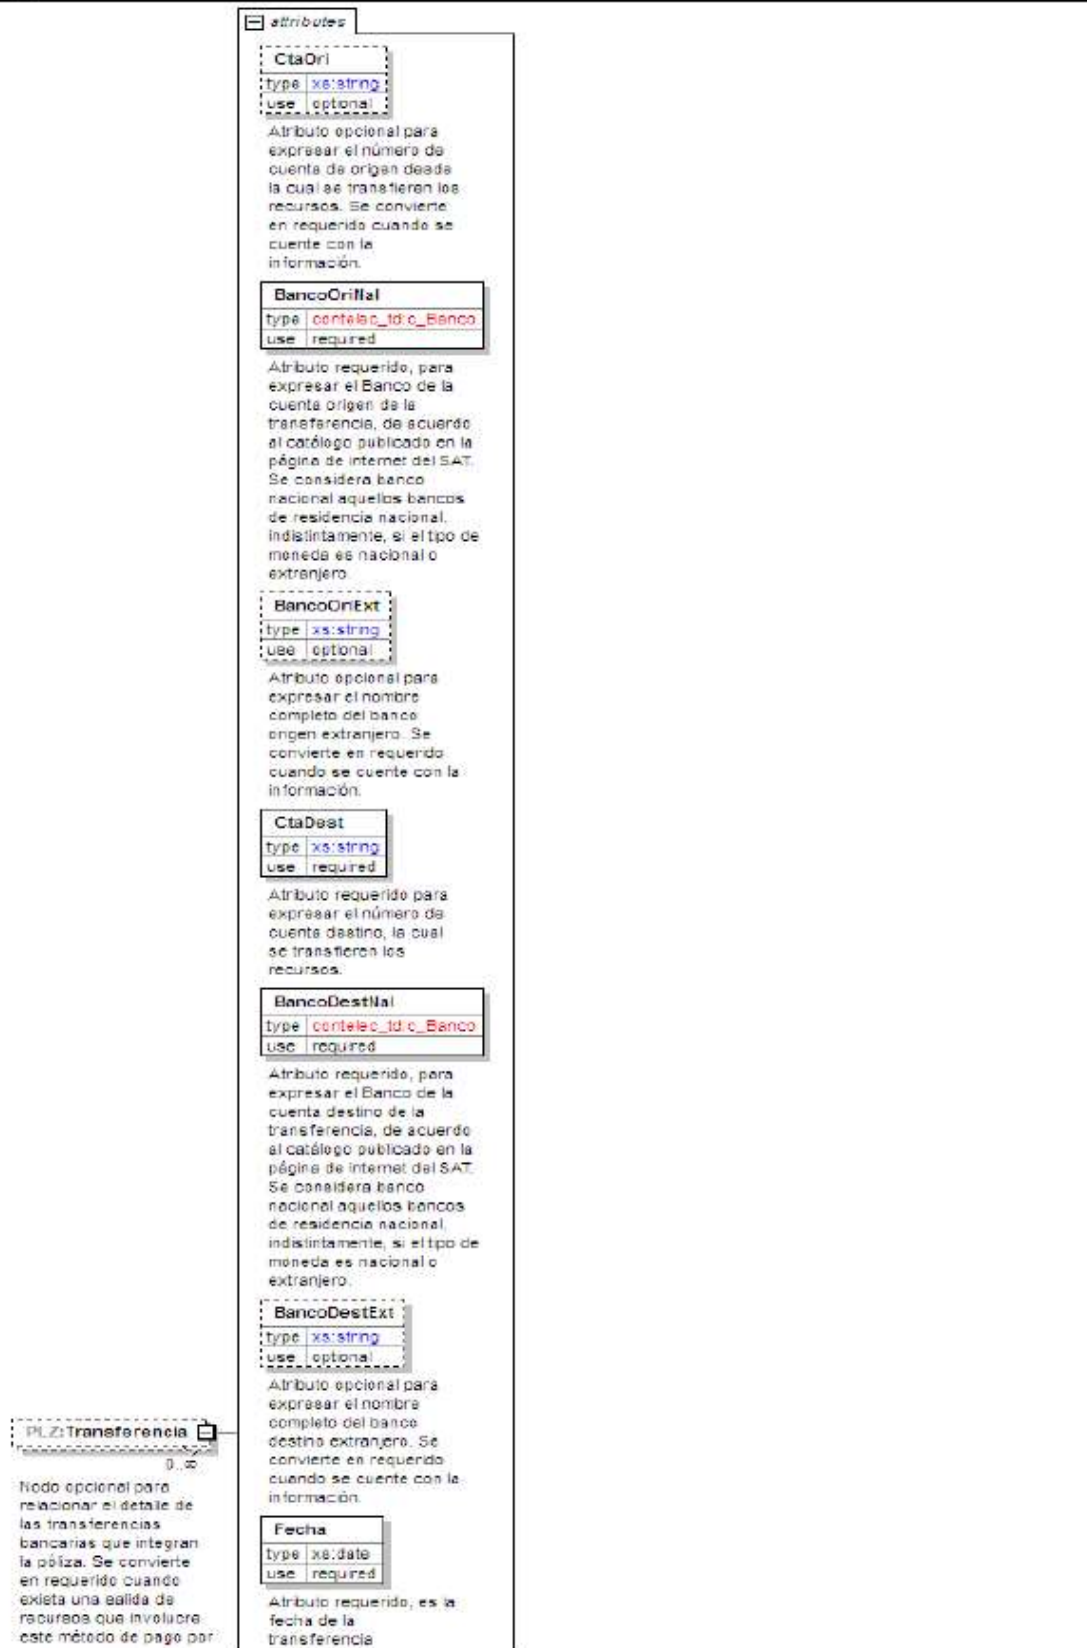 attributes
CtaOri
type xs:string
use optional
Atributo opcional para
expresar el número de
cuenta de origen desde
la cual se transfieren los
recursos. Se convierte
en requerido cuando se
cuente con la
información.
BancoOriNal
type contelec_td:c_Banco
use required
Atributo requerido, para
expresar el Banco de la
cuenta origen de la
transferencia, de acuerdo
al catálogo publicado en la
página de internet del SAT.
Se considera banco
nacional aquellos bancos
de residencia nacional,
indistintamente, si el tipo de
moneda es nacional o
extranjero.
BancoOriExt
type xs:string
use optional
Atributo opcional para
expresar el nombre
completo del banco
origen extranjero. Se
convierte en requerido
cuando se cuente con la
información.
CtaDest
type xs:string
use required
Atributo requerido para
expresar el número de
cuenta destino, la cual
se transfieren los
recursos.
BancoDestNal
type contelec_td:c_Banco
use required
Atributo requerido, para
expresar el Banco de la
cuenta destino de la
transferencia, de acuerdo
al catálogo publicado en la
página de internet del SAT.
Se considera banco
nacional aquellos bancos
de residencia nacional,
indistintamente, si el tipo de
moneda es nacional o
extranjero.
BancoDestExt
type xs:string
use optional
Atributo opcional para
expresar el nombre
completo del banco
destino extranjero. Se
convierte en requerido
cuando se cuente con la
información.
Fecha
type xs:date
use required
Atributo requerido, es la
fecha de la
transferencia
PLZ:Transferencia
0..∞
Nodo opcional para
relacionar el detalle de
las transferencias
bancarias que integran
la póliza. Se convierte
en requerido cuando
exista una salida de
recursos que involucre
este método de pago por